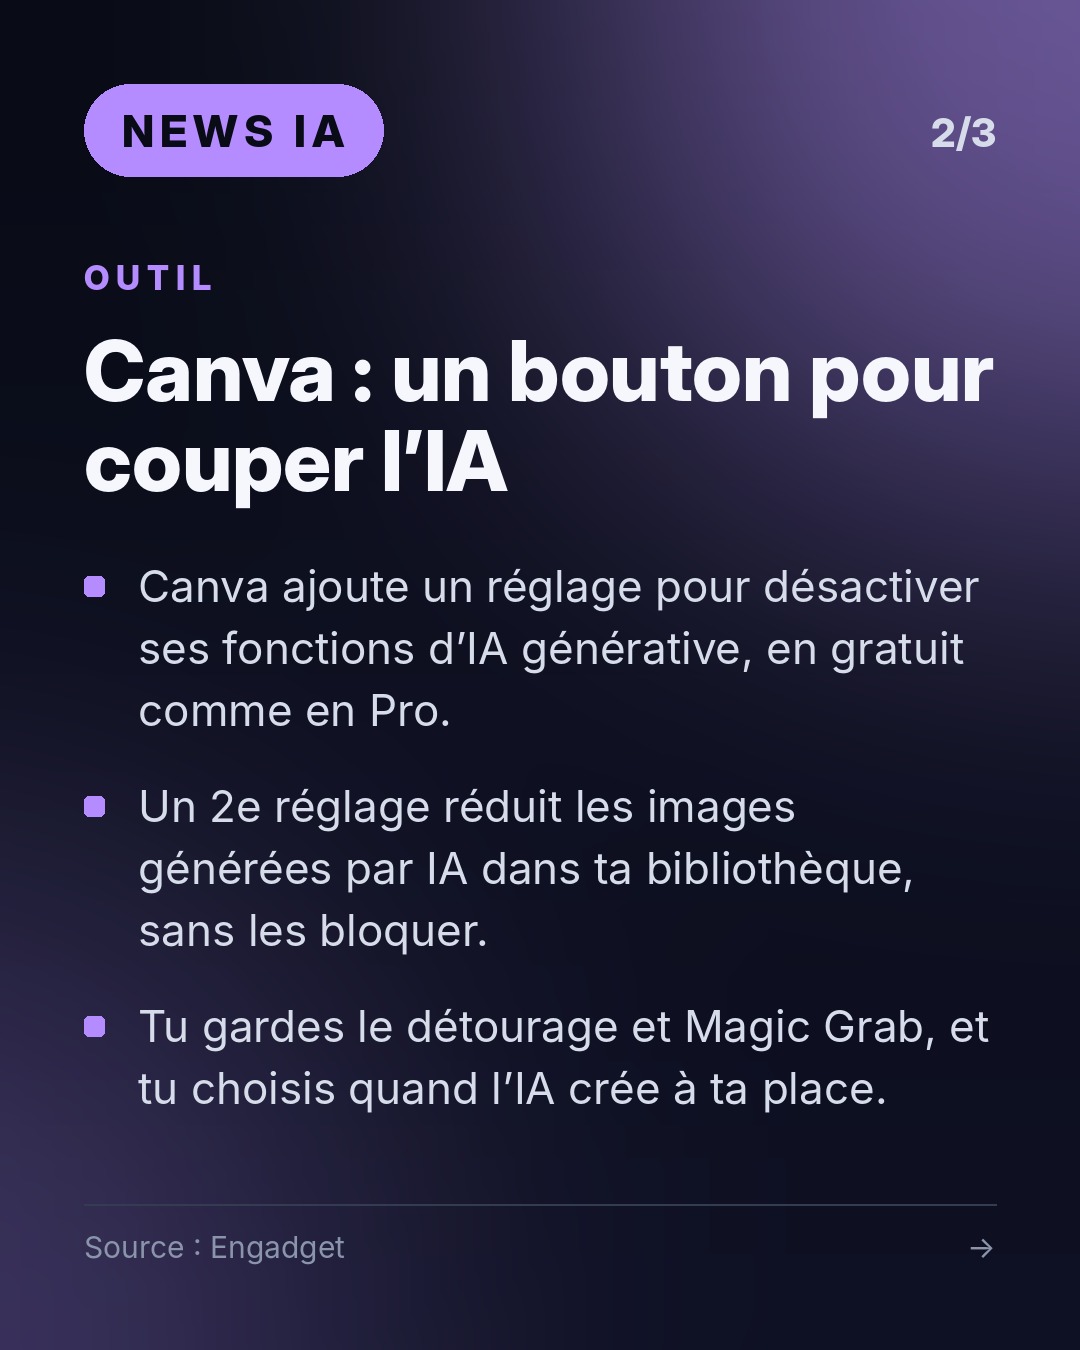 NEWS IA
2/3
OUTIL
Canva : un bouton pour
couper l’IA
Canva ajoute un réglage pour désactiver
ses fonctions d’IA générative, en gratuit
comme en Pro.
Un 2e réglage réduit les images
générées par IA dans ta bibliothèque,
sans les bloquer.
Tu gardes le détourage et Magic Grab, et
tu choisis quand l’IA crée à ta place.
Source : Engadget
→